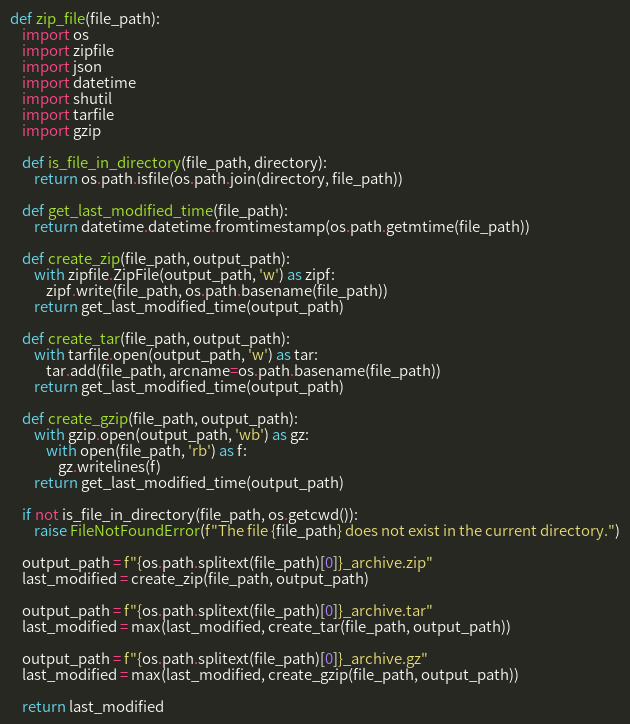 def zip_file(file_path):
    import os
    import zipfile
    import json
    import datetime
    import shutil
    import tarfile
    import gzip

    def is_file_in_directory(file_path, directory):
        return os.path.isfile(os.path.join(directory, file_path))

    def get_last_modified_time(file_path):
        return datetime.datetime.fromtimestamp(os.path.getmtime(file_path))

    def create_zip(file_path, output_path):
        with zipfile.ZipFile(output_path, 'w') as zipf:
            zipf.write(file_path, os.path.basename(file_path))
        return get_last_modified_time(output_path)

    def create_tar(file_path, output_path):
        with tarfile.open(output_path, 'w') as tar:
            tar.add(file_path, arcname=os.path.basename(file_path))
        return get_last_modified_time(output_path)

    def create_gzip(file_path, output_path):
        with gzip.open(output_path, 'wb') as gz:
            with open(file_path, 'rb') as f:
                gz.writelines(f)
        return get_last_modified_time(output_path)

    if not is_file_in_directory(file_path, os.getcwd()):
        raise FileNotFoundError(f"The file {file_path} does not exist in the current directory.")

    output_path = f"{os.path.splitext(file_path)[0]}_archive.zip"
    last_modified = create_zip(file_path, output_path)

    output_path = f"{os.path.splitext(file_path)[0]}_archive.tar"
    last_modified = max(last_modified, create_tar(file_path, output_path))

    output_path = f"{os.path.splitext(file_path)[0]}_archive.gz"
    last_modified = max(last_modified, create_gzip(file_path, output_path))

    return last_modified